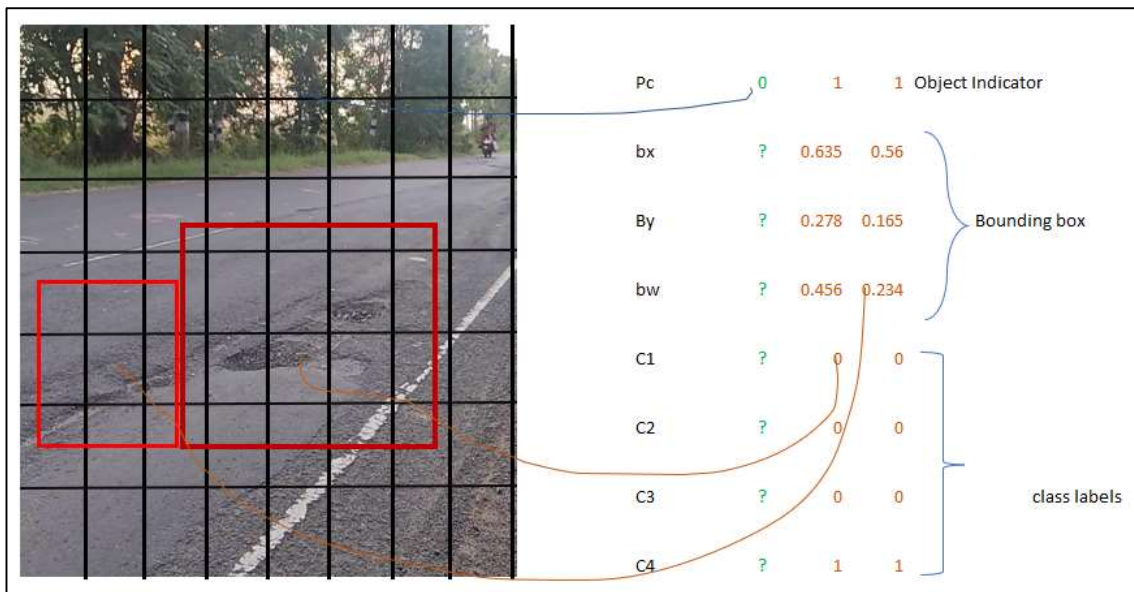 Pc 0 1 1 Object Indicator
bx ? 0.635 0.56
By ? 0.278 0.165
Bounding box
bw ? 0.456 0.234
C1 ? 0 0
C2 ? 0 0
C3 ? 0 0
class labels
C4 ? 1 1